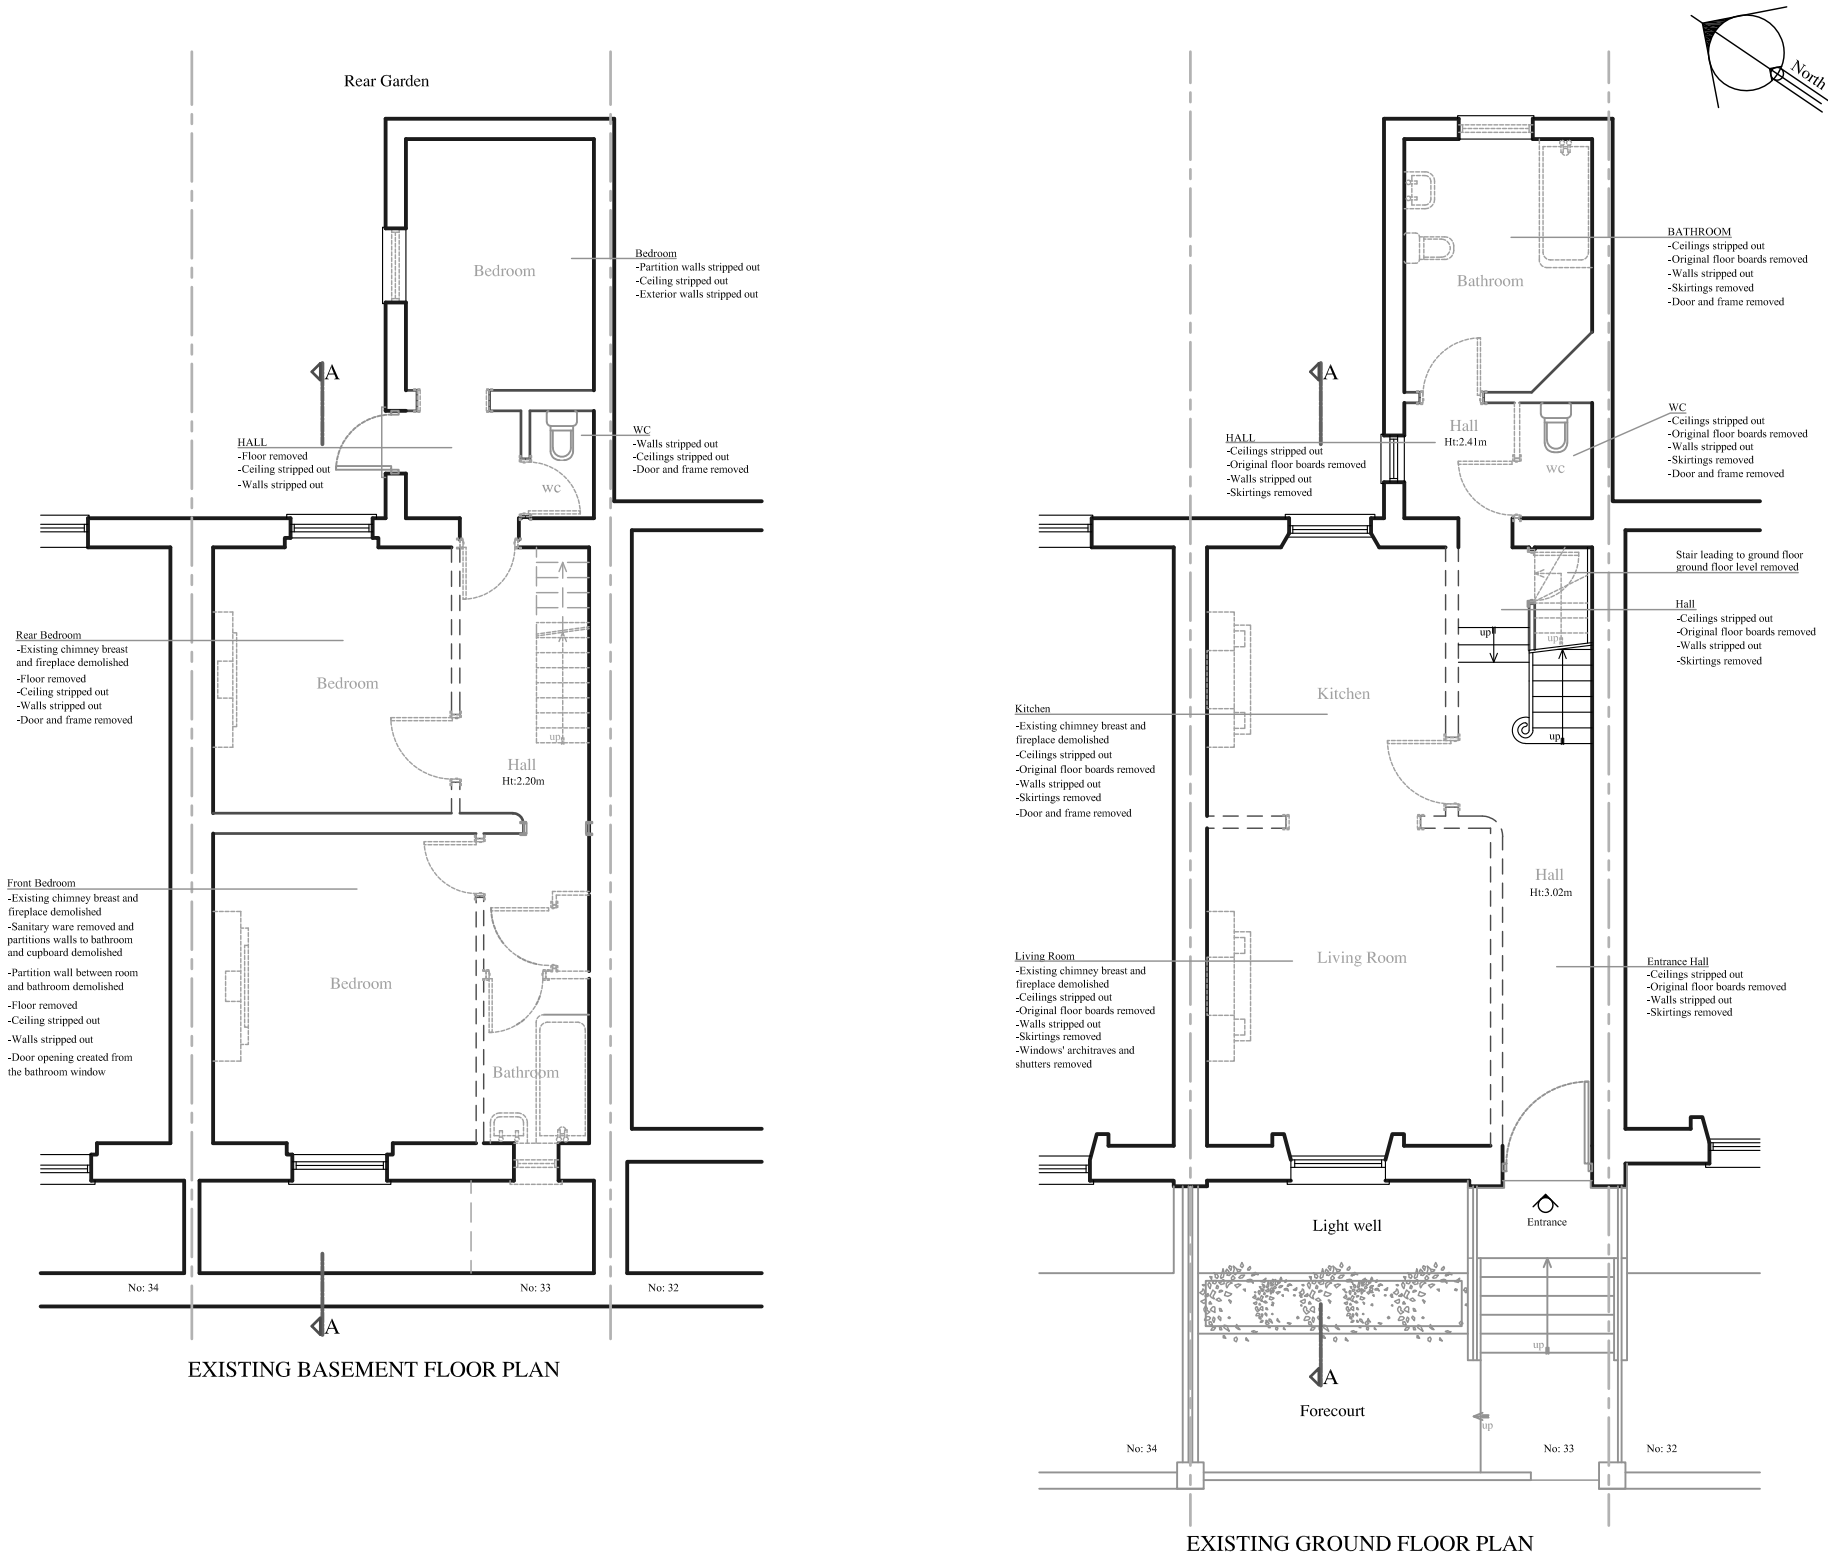 Rear Garden
Bedroom
Bedroom
-Partition walls stripped out
-Ceiling stripped out
-Exterior walls stripped out
A
HALL
-Floor removed
-Ceiling stripped out
-Walls stripped out
WC
-Walls stripped out
-Ceilings stripped out
-Door and frame removed
wc
Rear Bedroom
-Existing chimney breast
and fireplace demolished
-Floor removed
-Ceiling stripped out
-Walls stripped out
-Door and frame removed
Bedroom
up
Hall
Ht:2.20m
Front Bedroom
-Existing chimney breast and
fireplace demolished
-Sanitary ware removed and
partitions walls to bathroom
and cupboard demolished
-Partition wall between room
and bathroom demolished
-Floor removed
-Ceiling stripped out
-Walls stripped out
-Door opening created from
the bathroom window
Bedroom
Bathroom
No: 34
No: 33
No: 32
A
EXISTING BASEMENT FLOOR PLAN
North
BATHROOM
-Ceilings stripped out
-Original floor boards removed
-Walls stripped out
-Skirtings removed
-Door and frame removed
Bathroom
A
HALL
-Ceilings stripped out
-Original floor boards removed
-Walls stripped out
-Skirtings removed
Hall
Ht:2.41m
wc
WC
-Ceilings stripped out
-Original floor boards removed
-Walls stripped out
-Skirtings removed
-Door and frame removed
Stair leading to ground floor
ground floor level removed
Hall
-Ceilings stripped out
-Original floor boards removed
-Walls stripped out
-Skirtings removed
up
up
up
Kitchen
Kitchen
-Existing chimney breast and
fireplace demolished
-Ceilings stripped out
-Original floor boards removed
-Walls stripped out
-Skirtings removed
-Door and frame removed
Hall
Ht:3.02m
Living Room
Living Room
-Existing chimney breast and
fireplace demolished
-Ceilings stripped out
-Original floor boards removed
-Walls stripped out
-Skirtings removed
-Windows' architraves and
shutters removed
Entrance Hall
-Ceilings stripped out
-Original floor boards removed
-Walls stripped out
-Skirtings removed
Light well
Entrance
up
A
Forecourt
up
No: 34
No: 33
No: 32
EXISTING GROUND FLOOR PLAN